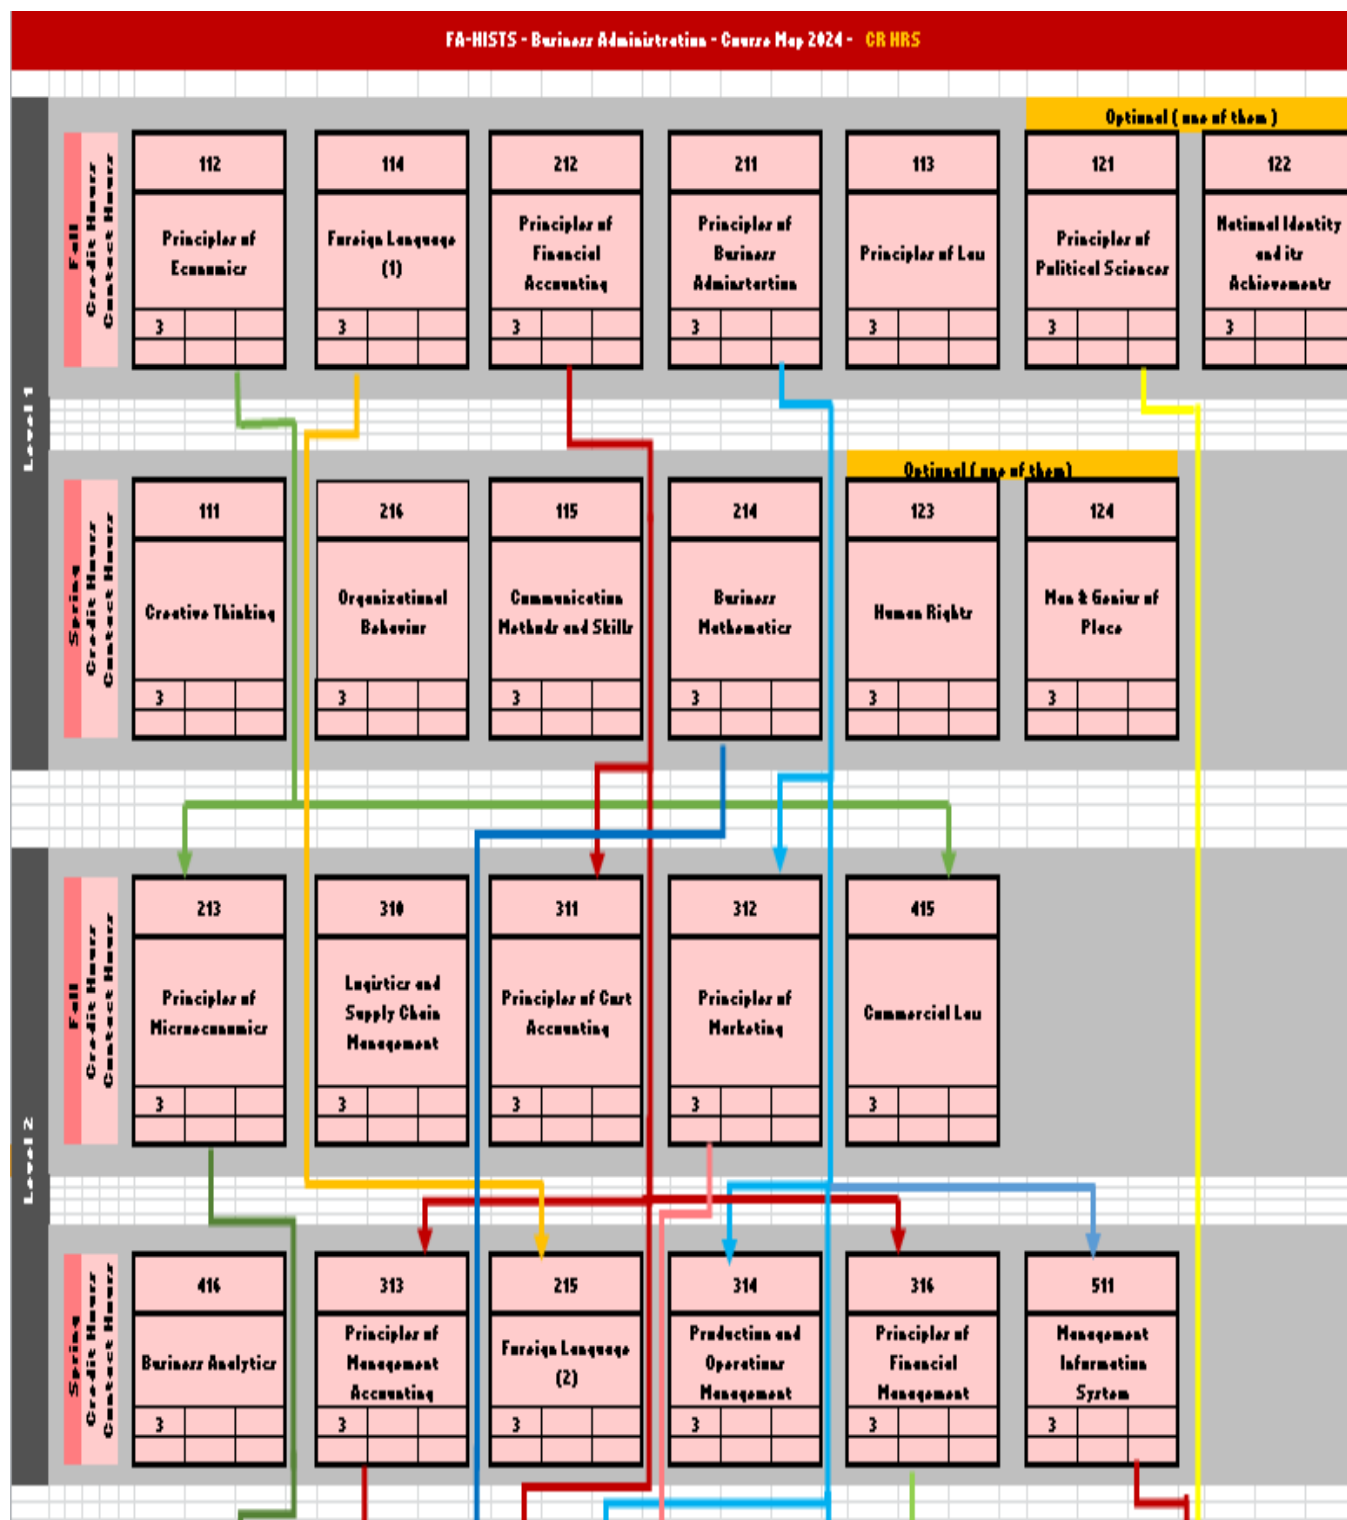 FA-HISTS - Business Administration - Course Map 2024 - CR HRS
Level 1
Fall
Credit Hours
Contact Hours
Optional ( one of them )
112
Principles of
Economics
3
114
Foreign Language
(1)
3
212
Principles of
Financial
Accounting
3
211
Principles of
Business
Adminstartion
3
113
Principles of Law
3
121
Principles of
Political Sciences
3
122
National Identity
and its
Achievements
3
Spring
Credit Hours
Contact Hours
Optional ( one of them)
111
Creative Thinking
3
216
Organizational
Behavior
3
115
Communication
Methods and Skills
3
214
Business
Mathematics
3
123
Human Rights
3
124
Man & Genius of
Place
3
Level 2
Fall
Credit Hours
Contact Hours
213
Principles of
Microeconomics
3
310
Logistics and
Supply Chain
Management
3
311
Principles of Cost
Accounting
3
312
Principles of
Marketing
3
415
Commercial Law
3
Spring
Credit Hours
Contact Hours
416
Business Analytics
3
313
Principles of
Management
Accounting
3
215
Foreign Language
(2)
3
314
Production and
Operations
Management
3
316
Principles of
Financial
Management
3
511
Management
Information
System
3